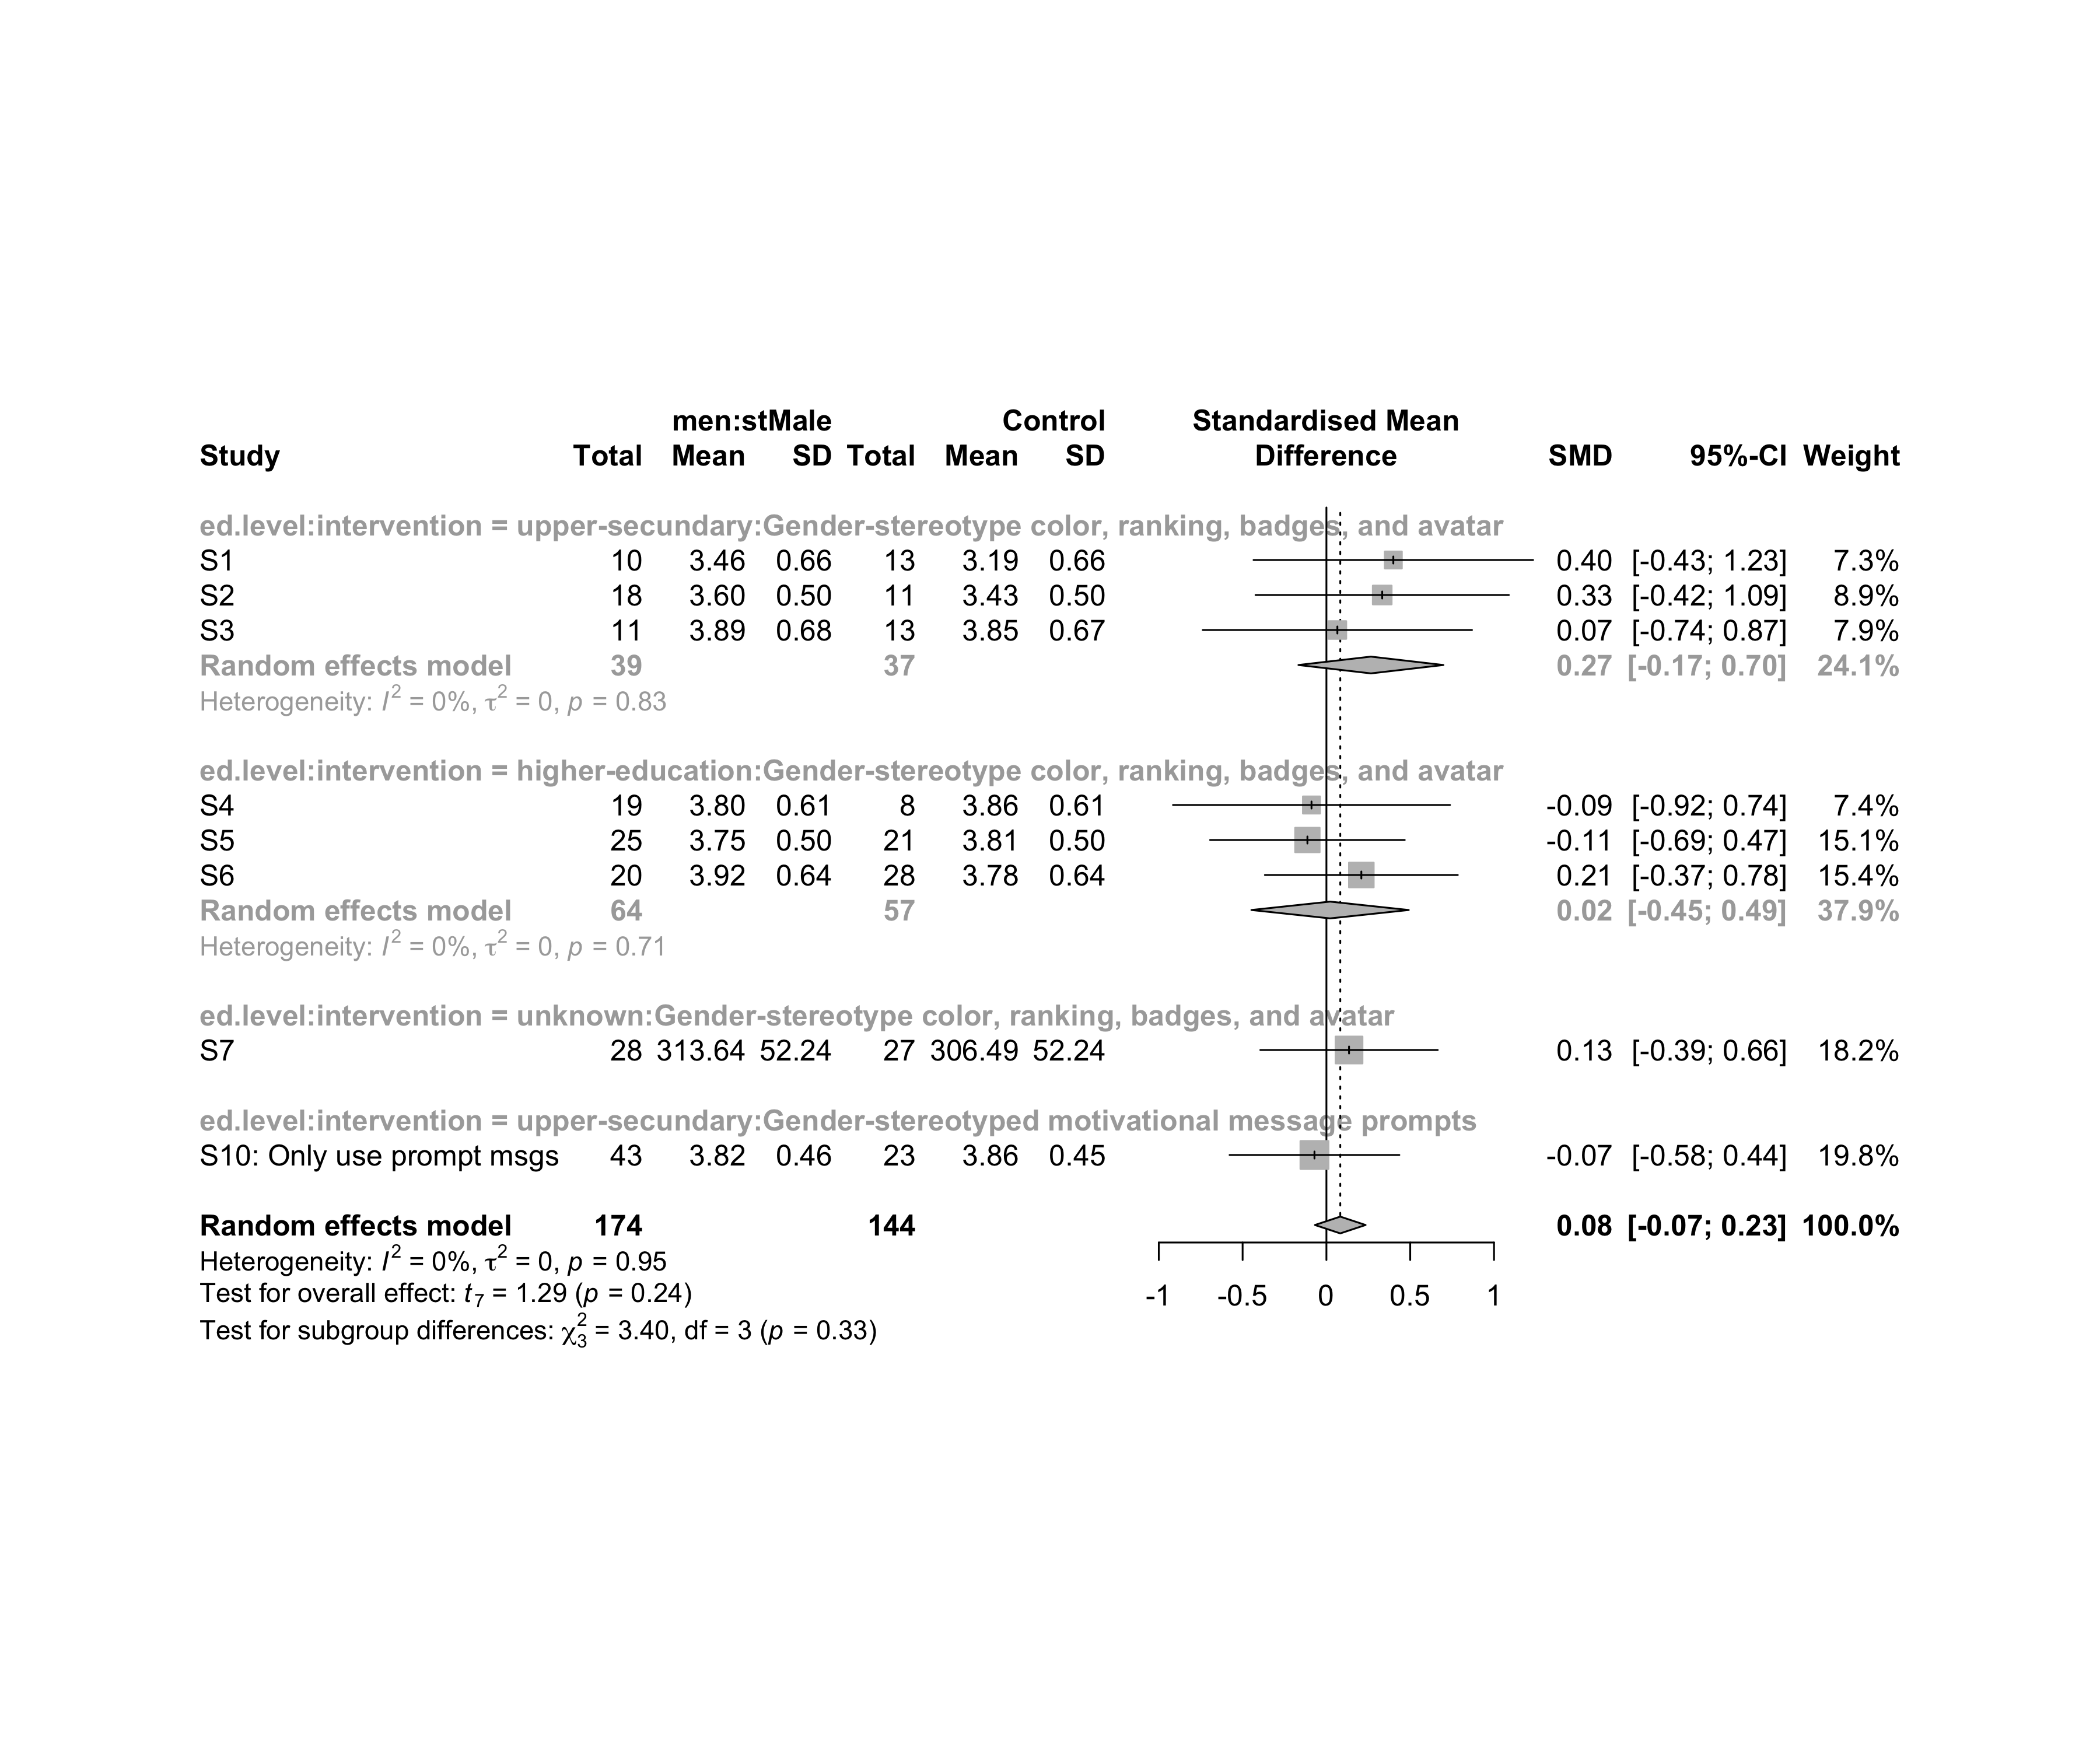 men:stMale Control Standardised Mean
Study Total Mean SD Total Mean SD Difference SMD 95%-CI Weight
ed.level:intervention = upper-secundary:Gender-stereotype color, ranking, badges, and avatar
S1 10 3.46 0.66 13 3.19 0.66 0.40 [-0.43; 1.23] 7.3%
S2 18 3.60 0.50 11 3.43 0.50 0.33 [-0.42; 1.09] 8.9%
S3 11 3.89 0.68 13 3.85 0.67 0.07 [-0.74; 0.87] 7.9%
Random effects model 39 37 0.27 [-0.17; 0.70] 24.1%
Heterogeneity: I² = 0%, τ² = 0, p = 0.83
ed.level:intervention = higher-education:Gender-stereotype color, ranking, badges, and avatar
S4 19 3.80 0.61 8 3.86 0.61 -0.09 [-0.92; 0.74] 7.4%
S5 25 3.75 0.50 21 3.81 0.50 -0.11 [-0.69; 0.47] 15.1%
S6 20 3.92 0.64 28 3.78 0.64 0.21 [-0.37; 0.78] 15.4%
Random effects model 64 57 0.02 [-0.45; 0.49] 37.9%
Heterogeneity: I² = 0%, τ² = 0, p = 0.71
ed.level:intervention = unknown:Gender-stereotype color, ranking, badges, and avatar
S7 28 313.64 52.24 27 306.49 52.24 0.13 [-0.39; 0.66] 18.2%
ed.level:intervention = upper-secundary:Gender-stereotyped motivational message prompts
S10: Only use prompt msgs 43 3.82 0.46 23 3.86 0.45 -0.07 [-0.58; 0.44] 19.8%
Random effects model 174 144 0.08 [-0.07; 0.23] 100.0%
Heterogeneity: I² = 0%, τ² = 0, p = 0.95
Test for overall effect: t₇ = 1.29 (p = 0.24)
-1 -0.5 0 0.5 1
Test for subgroup differences: χ²₃ = 3.40, df = 3 (p = 0.33)